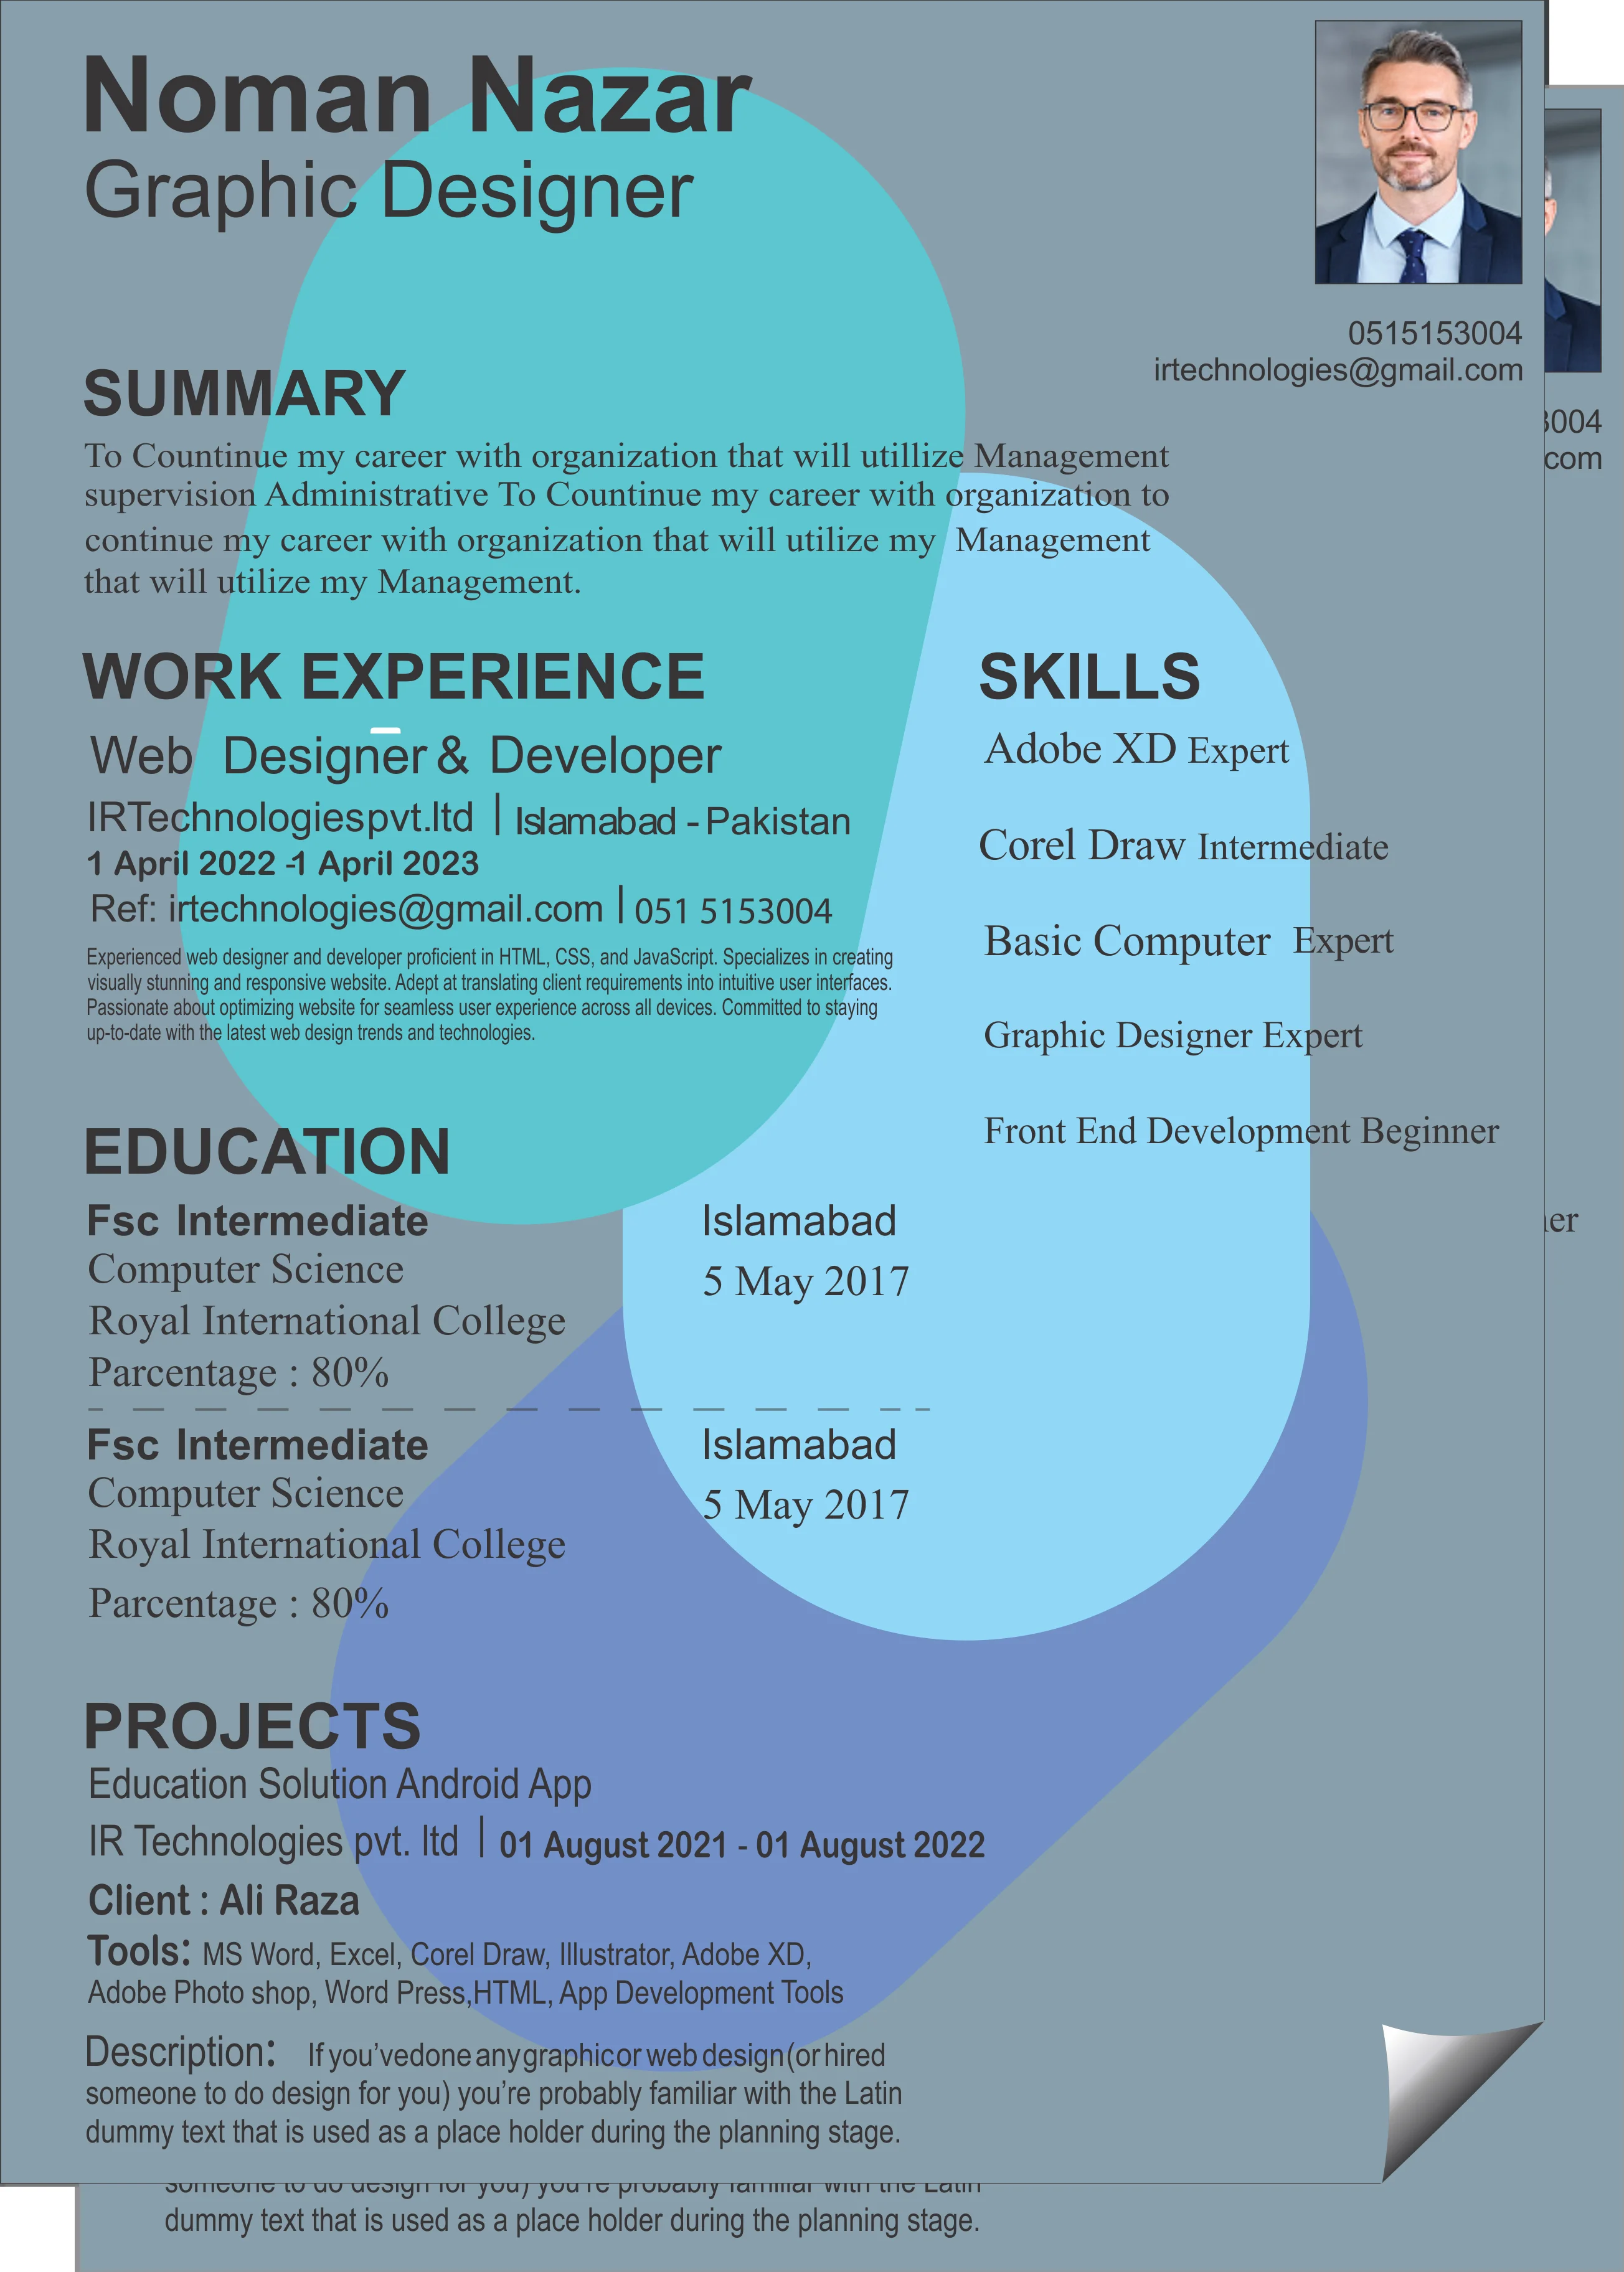 Noman Nazar
Graphic Designer
0515153004
irtechnologies@gmail.com
SUMMARY
To Countinue my career with organization that will utillize Management
supervision Administrative To Countinue my career with organization to
continue my career with organization that will utilize my Management
that will utilize my Management.
WORK EXPERIENCE
Web Designer & Developer
IRTechnologiespvt.ltd | Islamabad - Pakistan
1 April 2022 -1 April 2023
Ref: irtechnologies@gmail.com | 051 5153004
Experienced web designer and developer proficient in HTML, CSS, and JavaScript. Specializes in creating
visually stunning and responsive website. Adept at translating client requirements into intuitive user interfaces.
Passionate about optimizing website for seamless user experience across all devices. Committed to staying
up-to-date with the latest web design trends and technologies.
SKILLS
Adobe XD Expert
Corel Draw Intermediate
Basic Computer Expert
Graphic Designer Expert
Front End Development Beginner
EDUCATION
Fsc Intermediate Islamabad
Computer Science 5 May 2017
Royal International College
Parcentage : 80%
Fsc Intermediate Islamabad
Computer Science 5 May 2017
Royal International College
Parcentage : 80%
PROJECTS
Education Solution Android App
IR Technologies pvt. ltd | 01 August 2021 - 01 August 2022
Client : Ali Raza
Tools: MS Word, Excel, Corel Draw, Illustrator, Adobe XD,
Adobe Photo shop, Word Press,HTML, App Development Tools
Description: If you’vedone any graphic or web design (or hired
someone to do design for you) you’re probably familiar with the Latin
dummy text that is used as a place holder during the planning stage.
3004
com
er
someone to do design for you) you’re probably familiar with the Latin
dummy text that is used as a place holder during the planning stage.